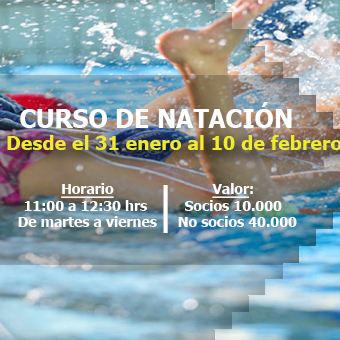 CURSO DE NATACIÓN
Desde el 31 enero al 10 de febrero
Horario
11:00 a 12:30 hrs
De martes a viernes
Valor:
Socios 10.000
No socios 40.000